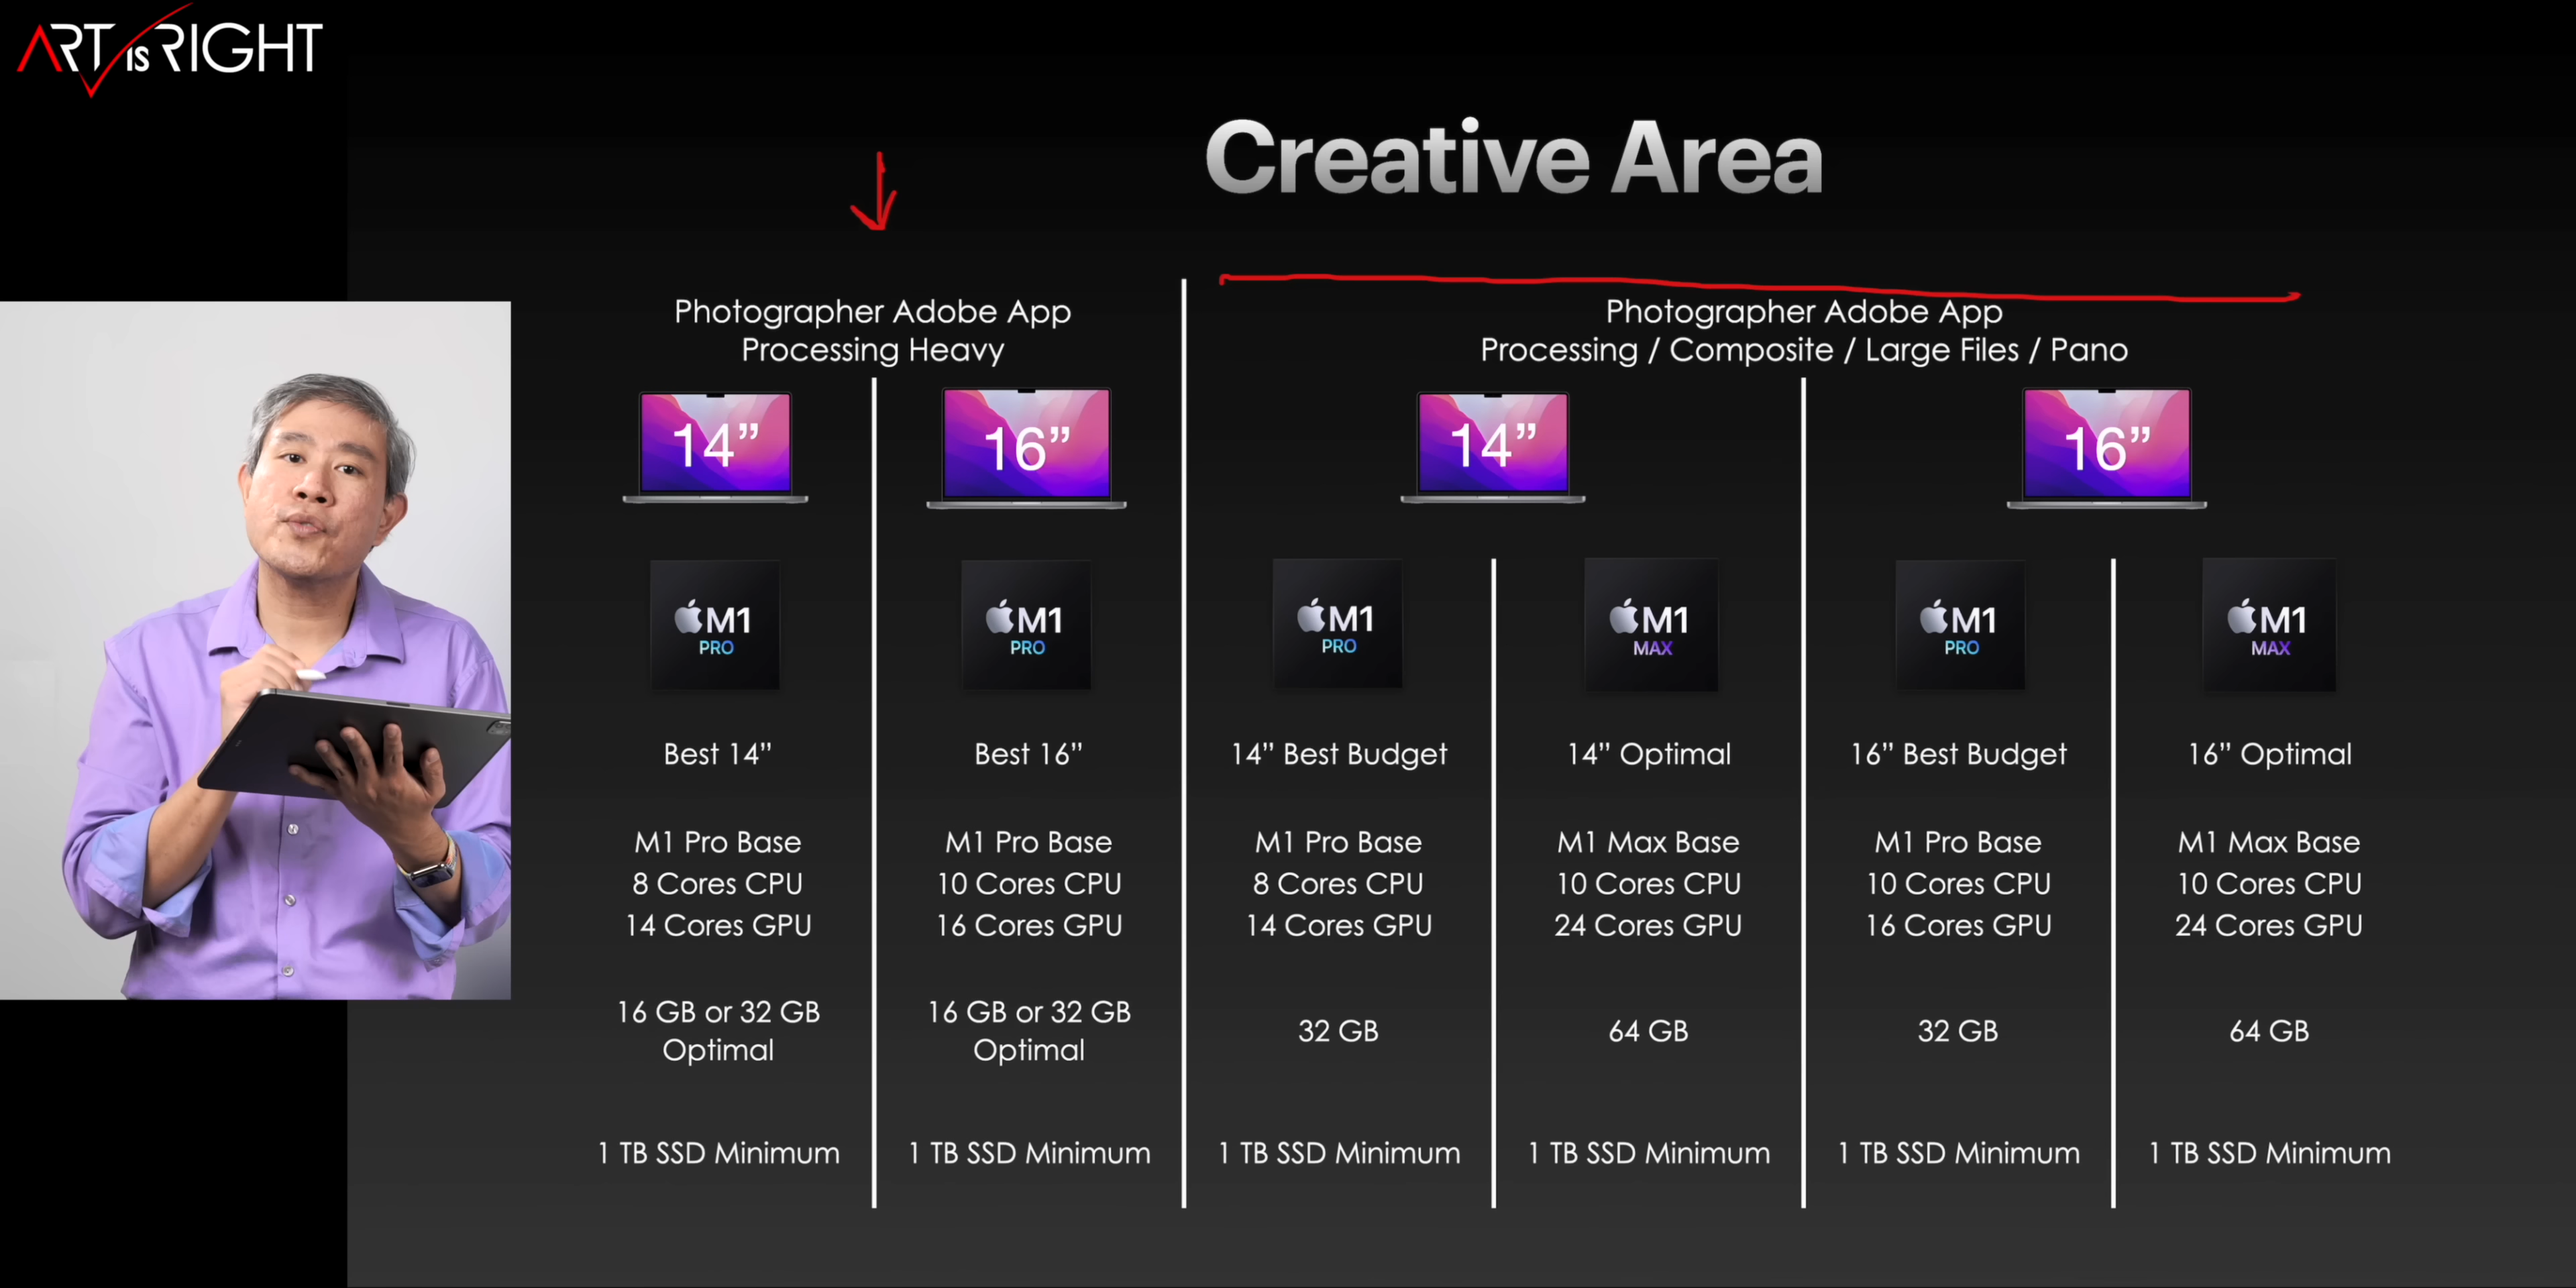 ART IS RIGHT
Creative Area
Photographer Adobe App
Processing Heavy
14”
16”
M1
PRO
M1
PRO
Best 14”
Best 16”
M1 Pro Base
8 Cores CPU
14 Cores GPU
M1 Pro Base
10 Cores CPU
16 Cores GPU
16 GB or 32 GB
Optimal
16 GB or 32 GB
Optimal
1 TB SSD Minimum
1 TB SSD Minimum
Photographer Adobe App
Processing / Composite / Large Files / Pano
14”
16”
M1
PRO
M1
MAX
M1
PRO
M1
MAX
14” Best Budget
14” Optimal
16” Best Budget
16” Optimal
M1 Pro Base
8 Cores CPU
14 Cores GPU
M1 Max Base
10 Cores CPU
24 Cores GPU
M1 Pro Base
10 Cores CPU
16 Cores GPU
M1 Max Base
10 Cores CPU
24 Cores GPU
32 GB
64 GB
32 GB
64 GB
1 TB SSD Minimum
1 TB SSD Minimum
1 TB SSD Minimum
1 TB SSD Minimum